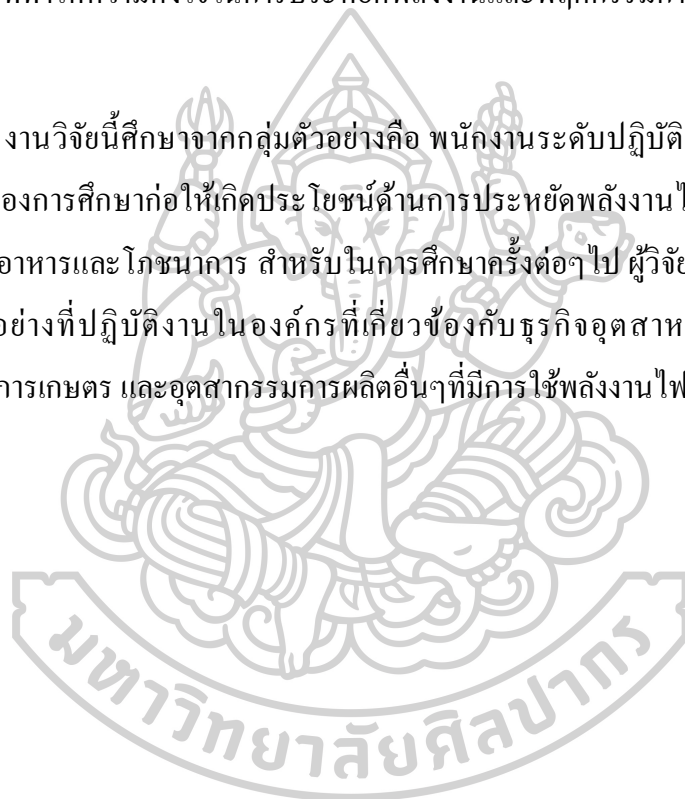 งานวิจัยนี้ศึกษาจากกลุ่มตัวอย่างคือ พนักงานระดับปฏิบัติ
องการศึกษาก่อให้เกิดประโยชน์ด้านการประหยัดพลังงานไ
อาหารและโภชนาการ สำหรับในการศึกษาครั้งต่อๆไป ผู้วิจัย
อย่างที่ปฏิบัติงานในองค์กรที่เกี่ยวข้องกับธุรกิจอุตสาห
การเกษตร และอุตสากรรมการผลิตอื่นๆที่มีการใช้พลังงานไฟ
มหาวิทยาลัยศิลปากร